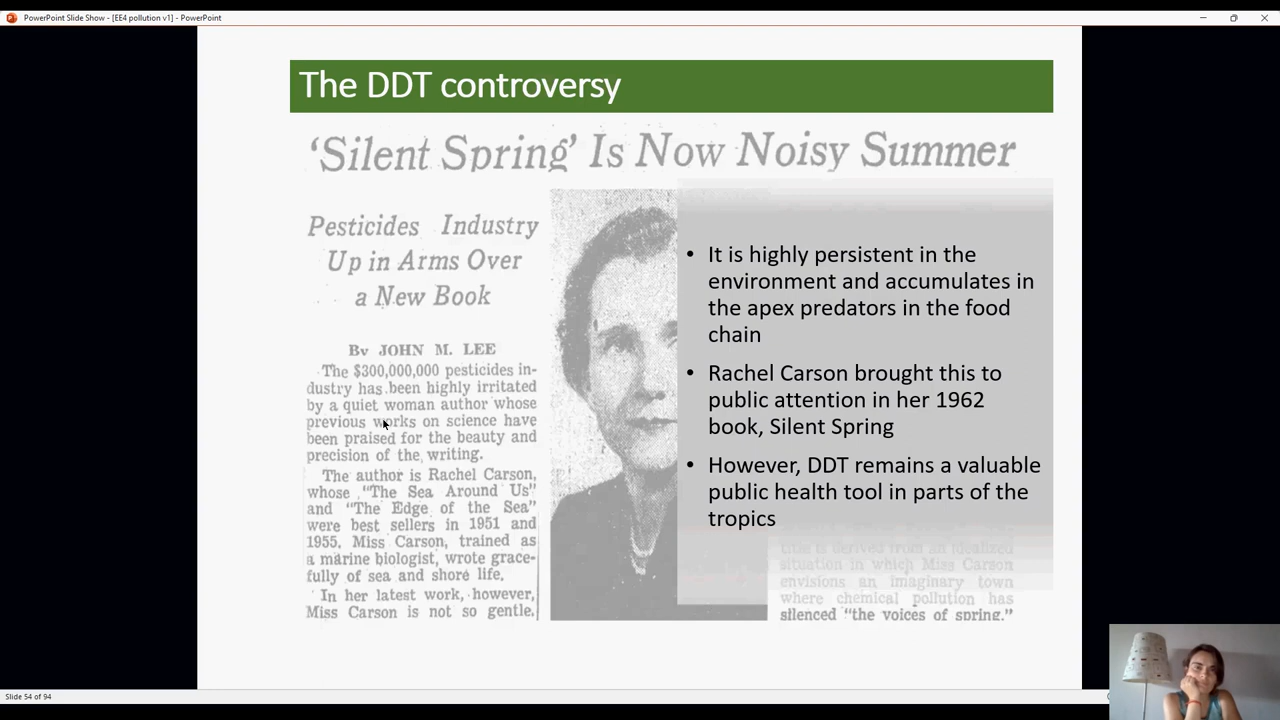 PowerPoint Slide Show - [EE4 pollution v1] - PowerPoint
The DDT controversy
'Silent Spring' Is Now Noisy Summer
Pesticides Industry
Up in Arms Over
a New Book
By JOHN M. LEE
The $300,000,000 pesticides in-
dustry has been highly irritated
by a quiet woman author whose
previous works on science have
been praised for the beauty and
precision of the writing.
The author is Rachel Carson,
whose "The Sea Around Us"
and "The Edge of the Sea"
were best sellers in 1951 and
1955. Miss Carson, trained as
a marine biologist, wrote grace-
fully of sea and shore life.
In her latest work, however,
Miss Carson is not so gentle.
• It is highly persistent in the
environment and accumulates in
the apex predators in the food
chain
• Rachel Carson brought this to
public attention in her 1962
book, Silent Spring
• However, DDT remains a valuable
public health tool in parts of the
tropics
title is derived from an idealized
situation in which Miss Carson
envisions an imaginary town
where chemical pollution has
silenced "the voices of spring."
Slide 54 of 94